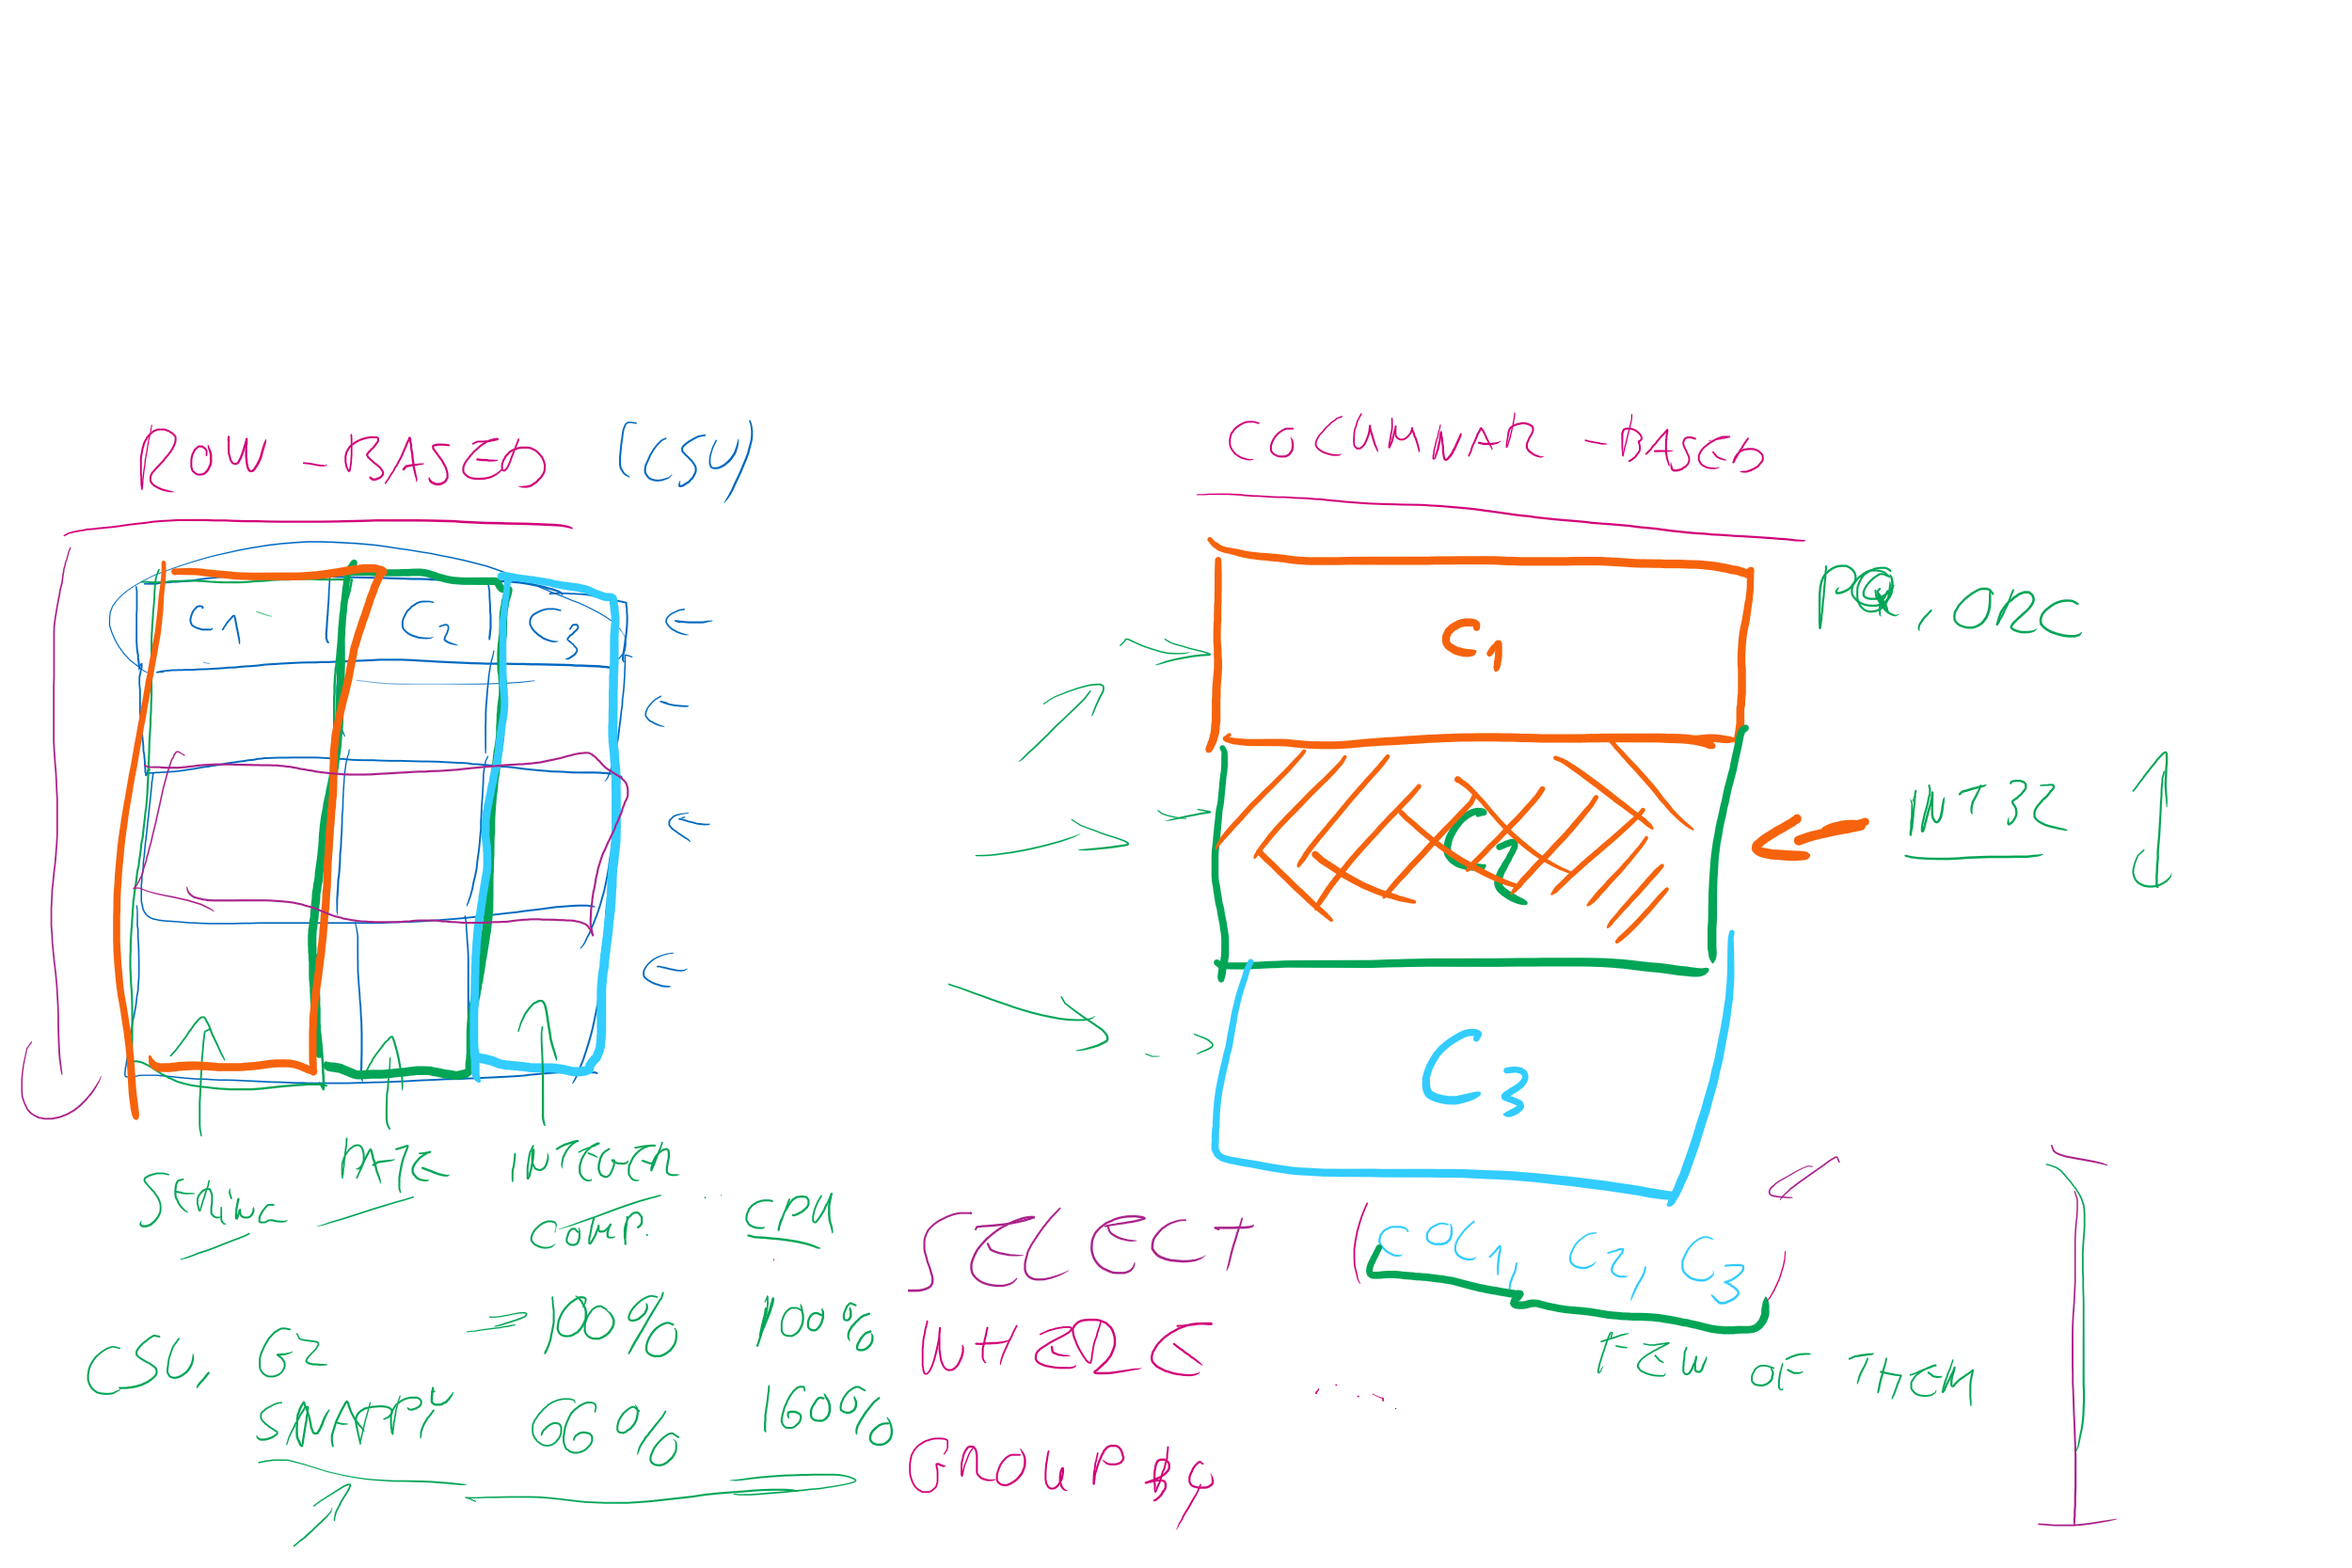 ROW-BASED (CSV)
COLUMNAR-BASED
C1 C2 C3
C1
PQ, ORC
C2
C3
STRING DATE INTEGER
COMP. CPU
CSV, GZ 100% 100%
SNAPPY 66% 160%
SELECT (COL1, C2, C3)
WHERE ....
FEW OF THEM
GROUP By